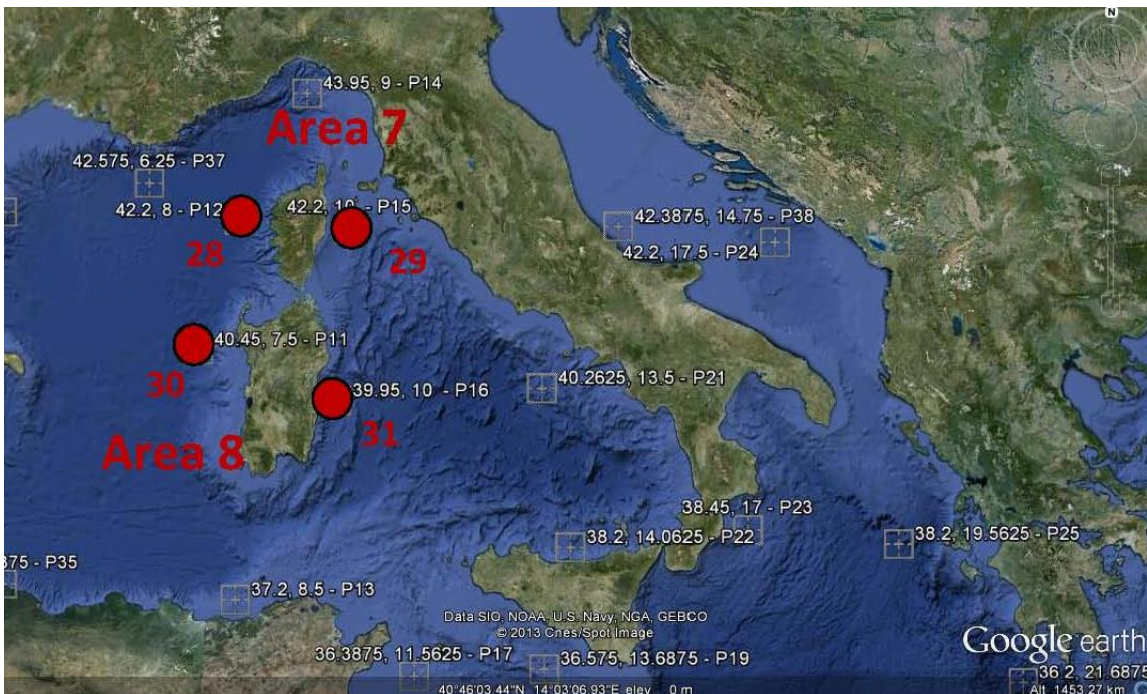 N
43.95, 9 - P14
Area 7
42.575, 6.25 - P37
42.2, 8 - P12
42.2, 10 - P15
42.3875, 14.75 - P38
28
29
42.2, 17.5 - P24
40.45, 7.5 - P11
30
40.2625, 13.5 - P21
39.95, 10 - P16
31
Area 8
38.45, 17 - P23
38.2, 14.0625 - P22
38.2, 19.5625 - P25
375 - P35
37.2, 8.5 - P13
Data SIO, NOAA, U.S. Navy, NGA, GEBCO
© 2013 Cnes/Spot Image
Google earth
36.3875, 11.5625 - P17
36.575, 13.6875 - P19
36.2, 21.6875
40°46'03.44"N 14°03'06.93"E elev 0 m
Alt 1453.27 km